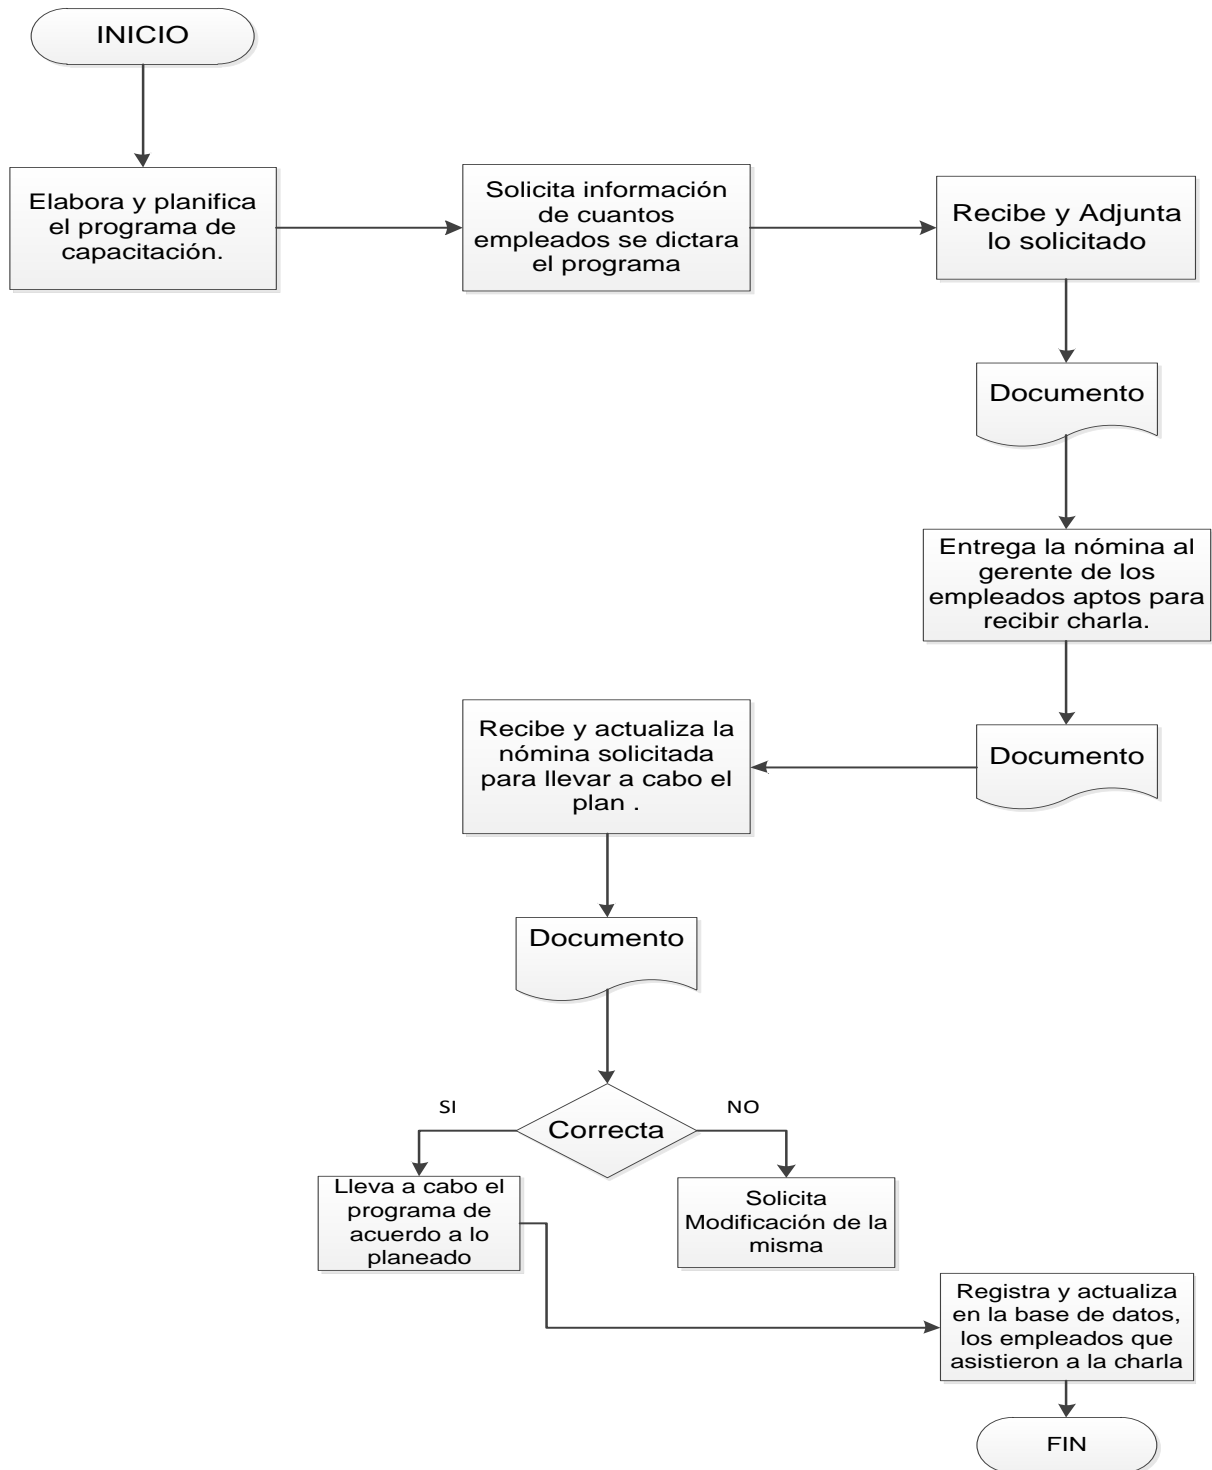 INICIO
Elabora y planifica
el programa de
capacitación.
Solicita información
de cuantos
empleados se dictara
el programa
Recibe y Adjunta
lo solicitado
Documento
Entrega la nómina al
gerente de los
empleados aptos para
recibir charla.
Documento
Recibe y actualiza la
nómina solicitada
para llevar a cabo el
plan .
Documento
Correcta
SI
NO
Lleva a cabo el
programa de
acuerdo a lo
planeado
Solicita
Modificación de la
misma
Registra y actualiza
en la base de datos,
los empleados que
asistieron a la charla
FIN